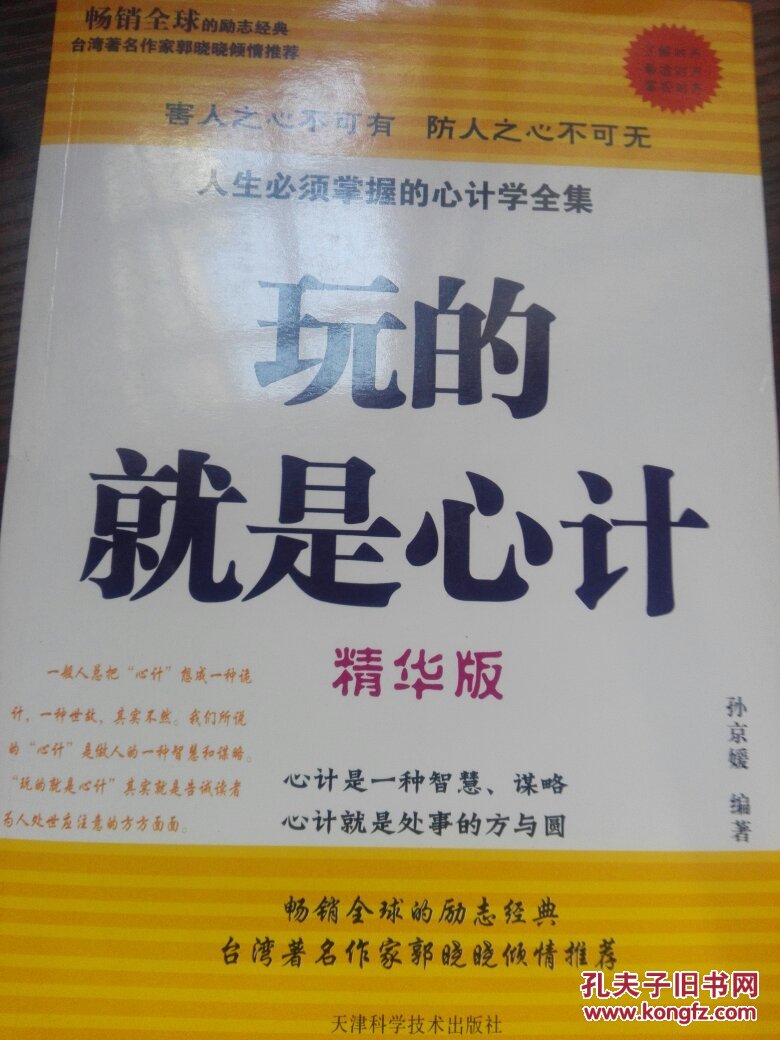 畅销全球的励志经典
台湾著名作家郭晓晓倾情推荐
害人之心不可有 防人之心不可无
人生必须掌握的心计学全集
玩的
就是心计
精华版
一般人总把“心计”想成一种诡
计,一种世故,其实不然。我们所说
的“心计”是做人的一种智慧和谋略。
“玩的就是心计”其实就是告诫读者
为人处世应注意的方方面面。
心计是一种智慧、谋略
心计就是处事的方与圆
孙京媛 编著
畅销全球的励志经典
台湾著名作家郭晓晓倾情推荐
天津科学技术出版社
孔夫子旧书网
www.kongfz.com